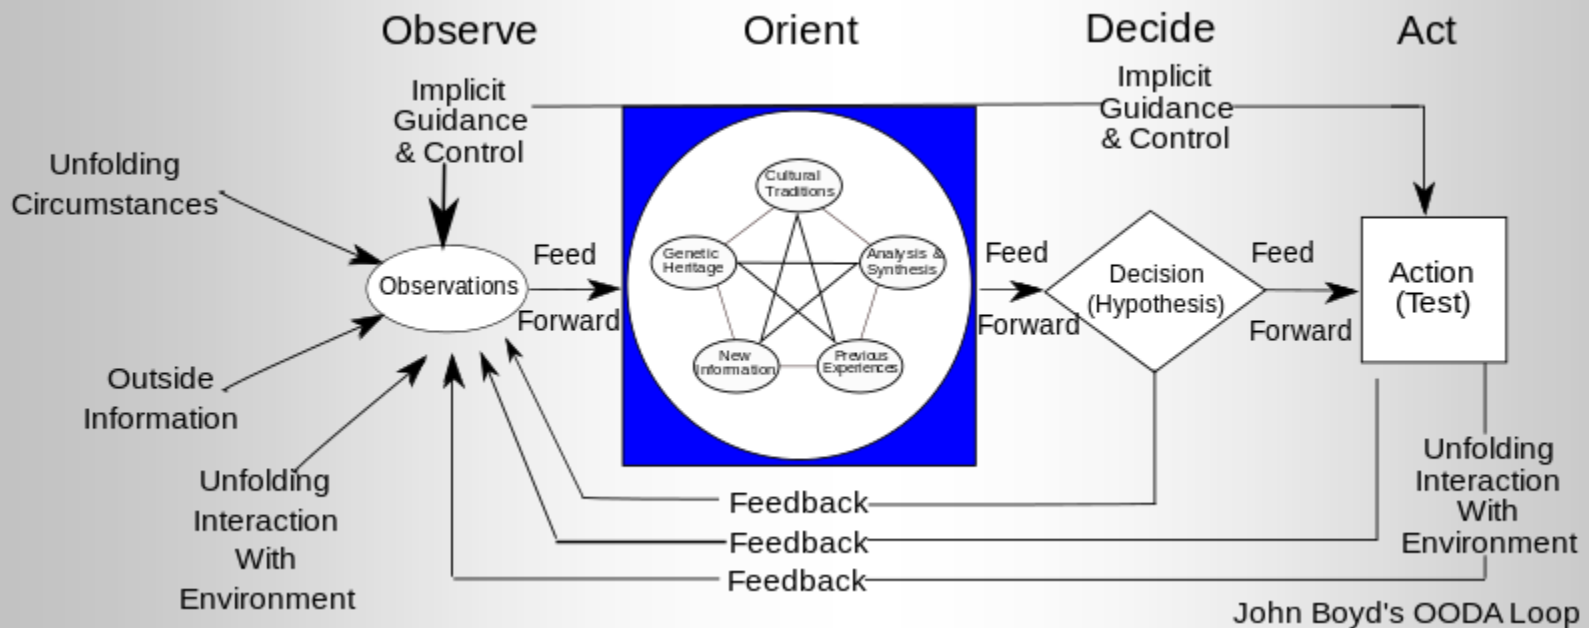 Observe
Orient
Decide
Act
Implicit
Guidance
& Control
Implicit
Guidance
& Control
Unfolding
Circumstances
Cultural
Traditions
Genetic
Heritage
Analysis &
Synthesis
New
Information
Previous
Experiences
Observations
Feed
Forward
Feed
Forward
Decision
(Hypothesis)
Feed
Forward
Action
(Test)
Outside
Information
Unfolding
Interaction
With
Environment
Feedback
Feedback
Feedback
Unfolding
Interaction
With
Environment
John Boyd's OODA Loop